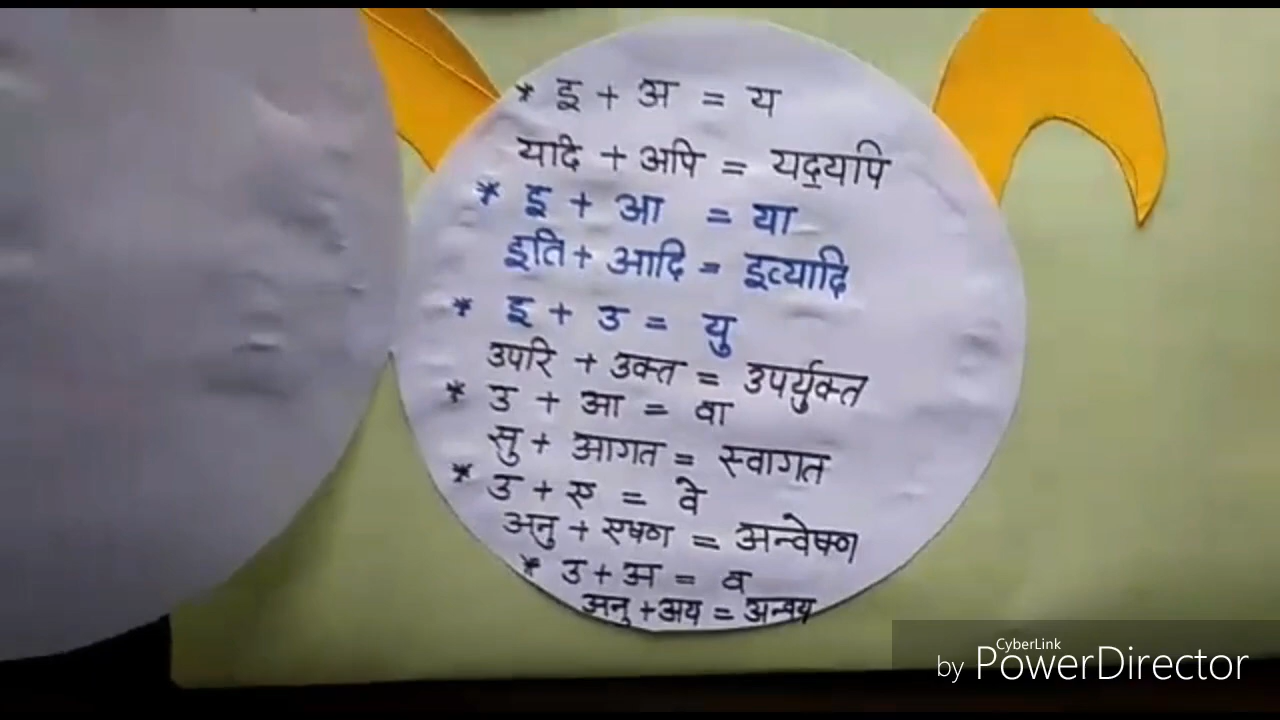 * इ + अ = य
यादि + अपि = यद्यपि
* इ + आ = या
इति + आदि = इत्यादि
* इ + उ = यु
उपरि + उक्त = उपर्युक्त
* उ + आ = वा
सु + आगत = स्वागत
* उ + ए = वे
अनु + एषण = अन्वेषण
* उ + अ = व
अनु + अय = अन्वय
CyberLink
by PowerDirector